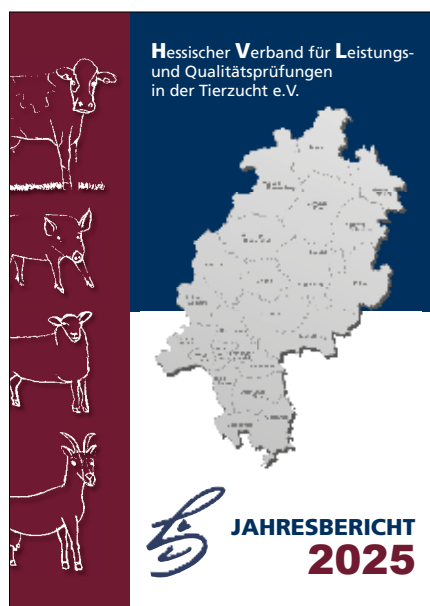 Hessischer Verband für Leistungs-
und Qualitätsprüfungen
in der Tierzucht e.V.
JAHRESBERICHT
2025